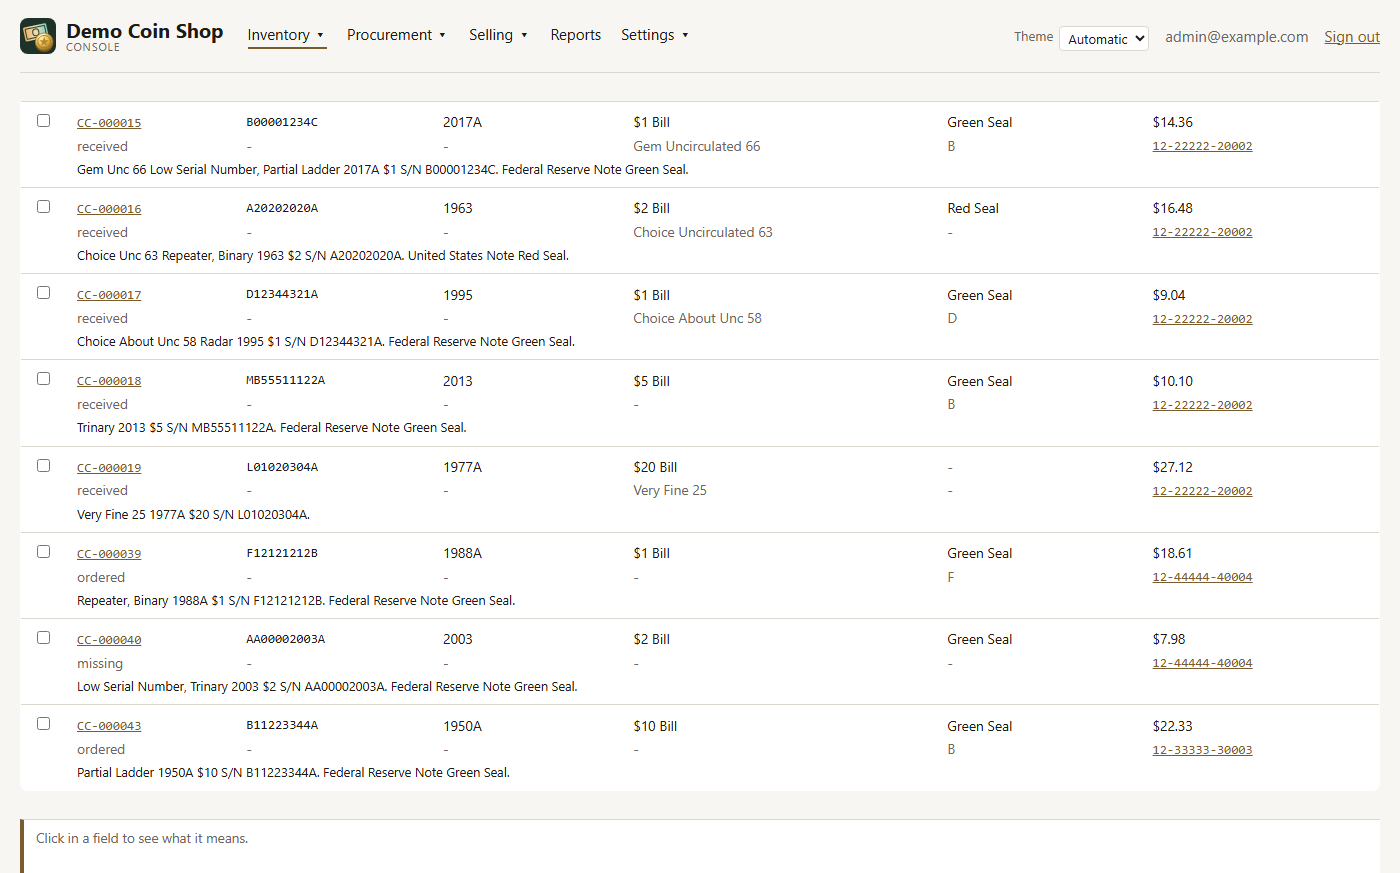 Demo Coin Shop
CONSOLE
Inventory ▾ Procurement ▾ Selling ▾ Reports Settings ▾
Theme Automatic admin@example.com Sign out
CC-000015 B00001234C 2017A $1 Bill Green Seal $14.36
received - - Gem Uncirculated 66 B 12-22222-20002
Gem Unc 66 Low Serial Number, Partial Ladder 2017A $1 S/N B00001234C. Federal Reserve Note Green Seal.
CC-000016 A20202020A 1963 $2 Bill Red Seal $16.48
received - - Choice Uncirculated 63 - 12-22222-20002
Choice Unc 63 Repeater, Binary 1963 $2 S/N A20202020A. United States Note Red Seal.
CC-000017 D12344321A 1995 $1 Bill Green Seal $9.04
received - - Choice About Unc 58 D 12-22222-20002
Choice About Unc 58 Radar 1995 $1 S/N D12344321A. Federal Reserve Note Green Seal.
CC-000018 MB55511122A 2013 $5 Bill Green Seal $10.10
received - - - B 12-22222-20002
Trinary 2013 $5 S/N MB55511122A. Federal Reserve Note Green Seal.
CC-000019 L01020304A 1977A $20 Bill - $27.12
received - - Very Fine 25 - 12-22222-20002
Very Fine 25 1977A $20 S/N L01020304A.
CC-000039 F12121212B 1988A $1 Bill Green Seal $18.61
ordered - - - F 12-44444-40004
Repeater, Binary 1988A $1 S/N F12121212B. Federal Reserve Note Green Seal.
CC-000040 AA00002003A 2003 $2 Bill Green Seal $7.98
missing - - - - 12-44444-40004
Low Serial Number, Trinary 2003 $2 S/N AA00002003A. Federal Reserve Note Green Seal.
CC-000043 B11223344A 1950A $10 Bill Green Seal $22.33
ordered - - - B 12-33333-30003
Partial Ladder 1950A $10 S/N B11223344A. Federal Reserve Note Green Seal.
Click in a field to see what it means.